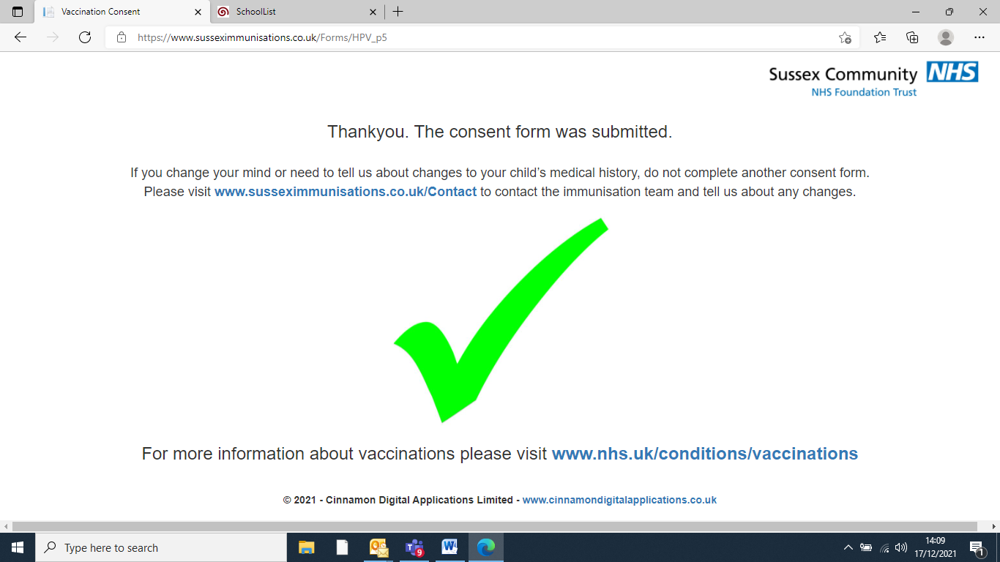 Vaccination Consent
SchoolList
https://www.susseximmunisations.co.uk/Forms/HPV_p5
Sussex Community NHS
NHS Foundation Trust
Thankyou. The consent form was submitted.
If you change your mind or need to tell us about changes to your child's medical history, do not complete another consent form.
Please visit www.susseximmunisations.co.uk/Contact to contact the immunisation team and tell us about any changes.
For more information about vaccinations please visit www.nhs.uk/conditions/vaccinations
© 2021 - Cinnamon Digital Applications Limited - www.cinnamondigitalapplications.co.uk
Type here to search
9
14:09
17/12/2021
1